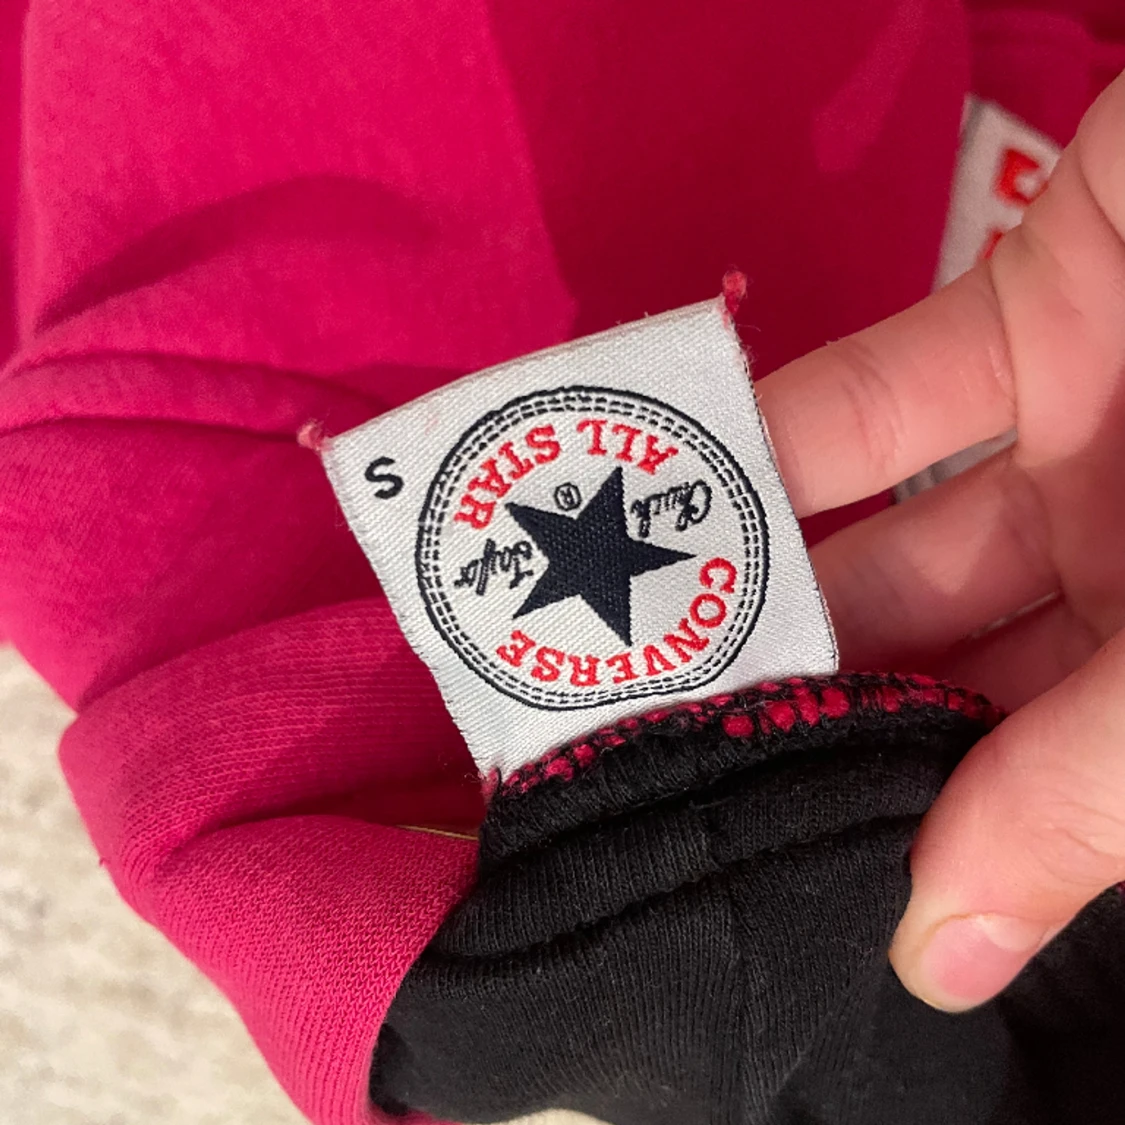 S
CONVERSE
ALL STAR
®
Chuck
Taylor